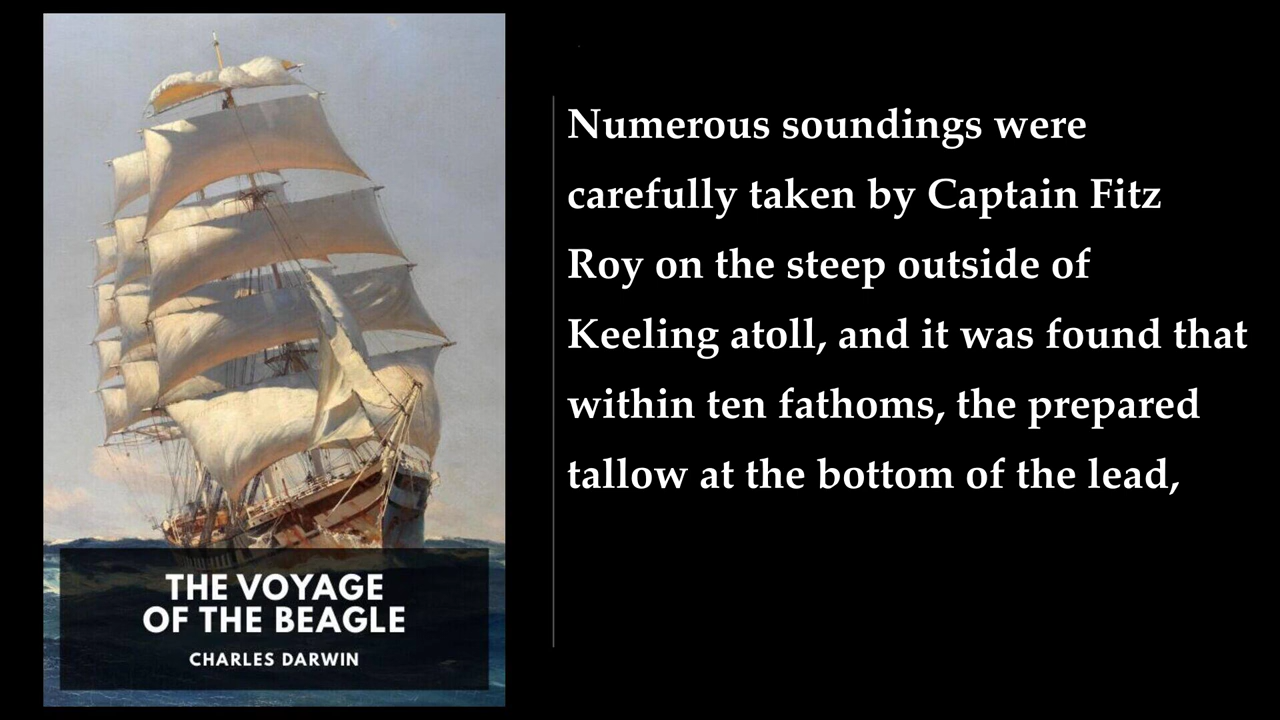 THE VOYAGE
OF THE BEAGLE
CHARLES DARWIN
Numerous soundings were
carefully taken by Captain Fitz
Roy on the steep outside of
Keeling atoll, and it was found that
within ten fathoms, the prepared
tallow at the bottom of the lead,